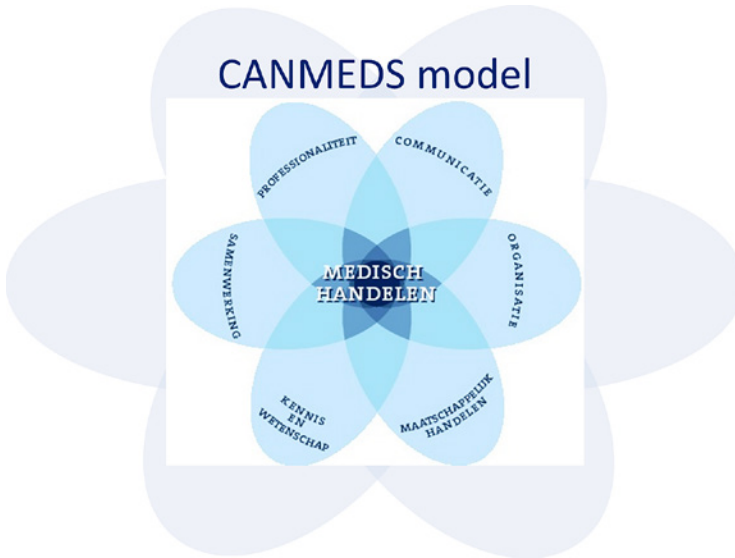 CANMEDS model
PROFESSIONALITEIT
COMMUNICATIE
SAMENWERKING
MEDISCH
HANDELEN
ORGANISATIE
KENNIS
EN
WETENSCHAP
MAATSCHAPPELIJK
HANDELEN